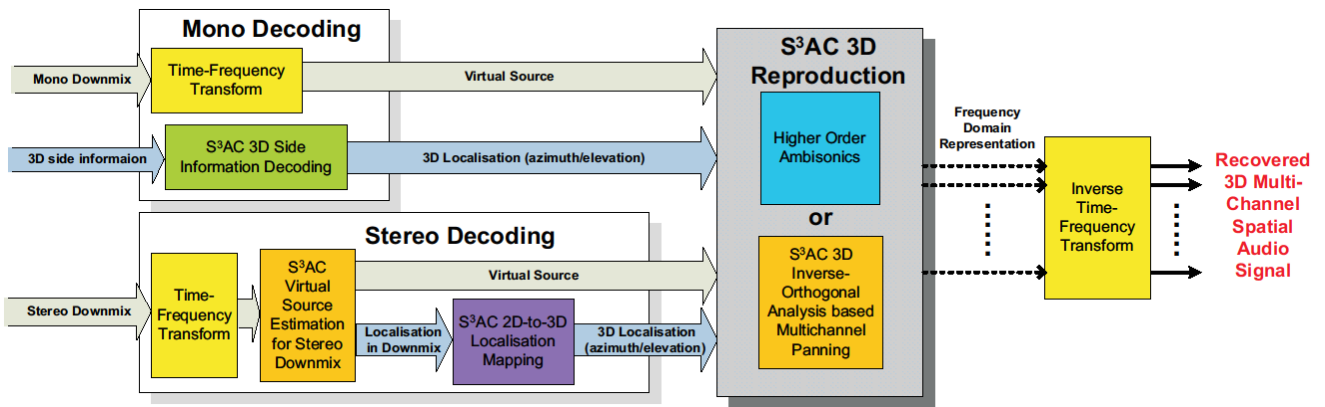 Mono Decoding
Mono Downmix
Time-Frequency
Transform
Virtual Source
3D side informaion
S³AC 3D Side
Information Decoding
3D Localisation (azimuth/elevation)
Stereo Decoding
Stereo Downmix
Time-
Frequency
Transform
S³AC
Virtual
Source
Estimation
for Stereo
Downmix
Virtual Source
Localisation
in Downmix
S³AC 2D-to-3D
Localisation
Mapping
3D Localisation
(azimuth/elevation)
S³AC 3D
Reproduction
Higher Order
Ambisonics
or
S³AC 3D
Inverse-
Orthogonal
Analysis based
Multichannel
Panning
Frequency
Domain
Representation
Inverse
Time-
Frequency
Transform
Recovered
3D Multi-
Channel
Spatial
Audio
Signal